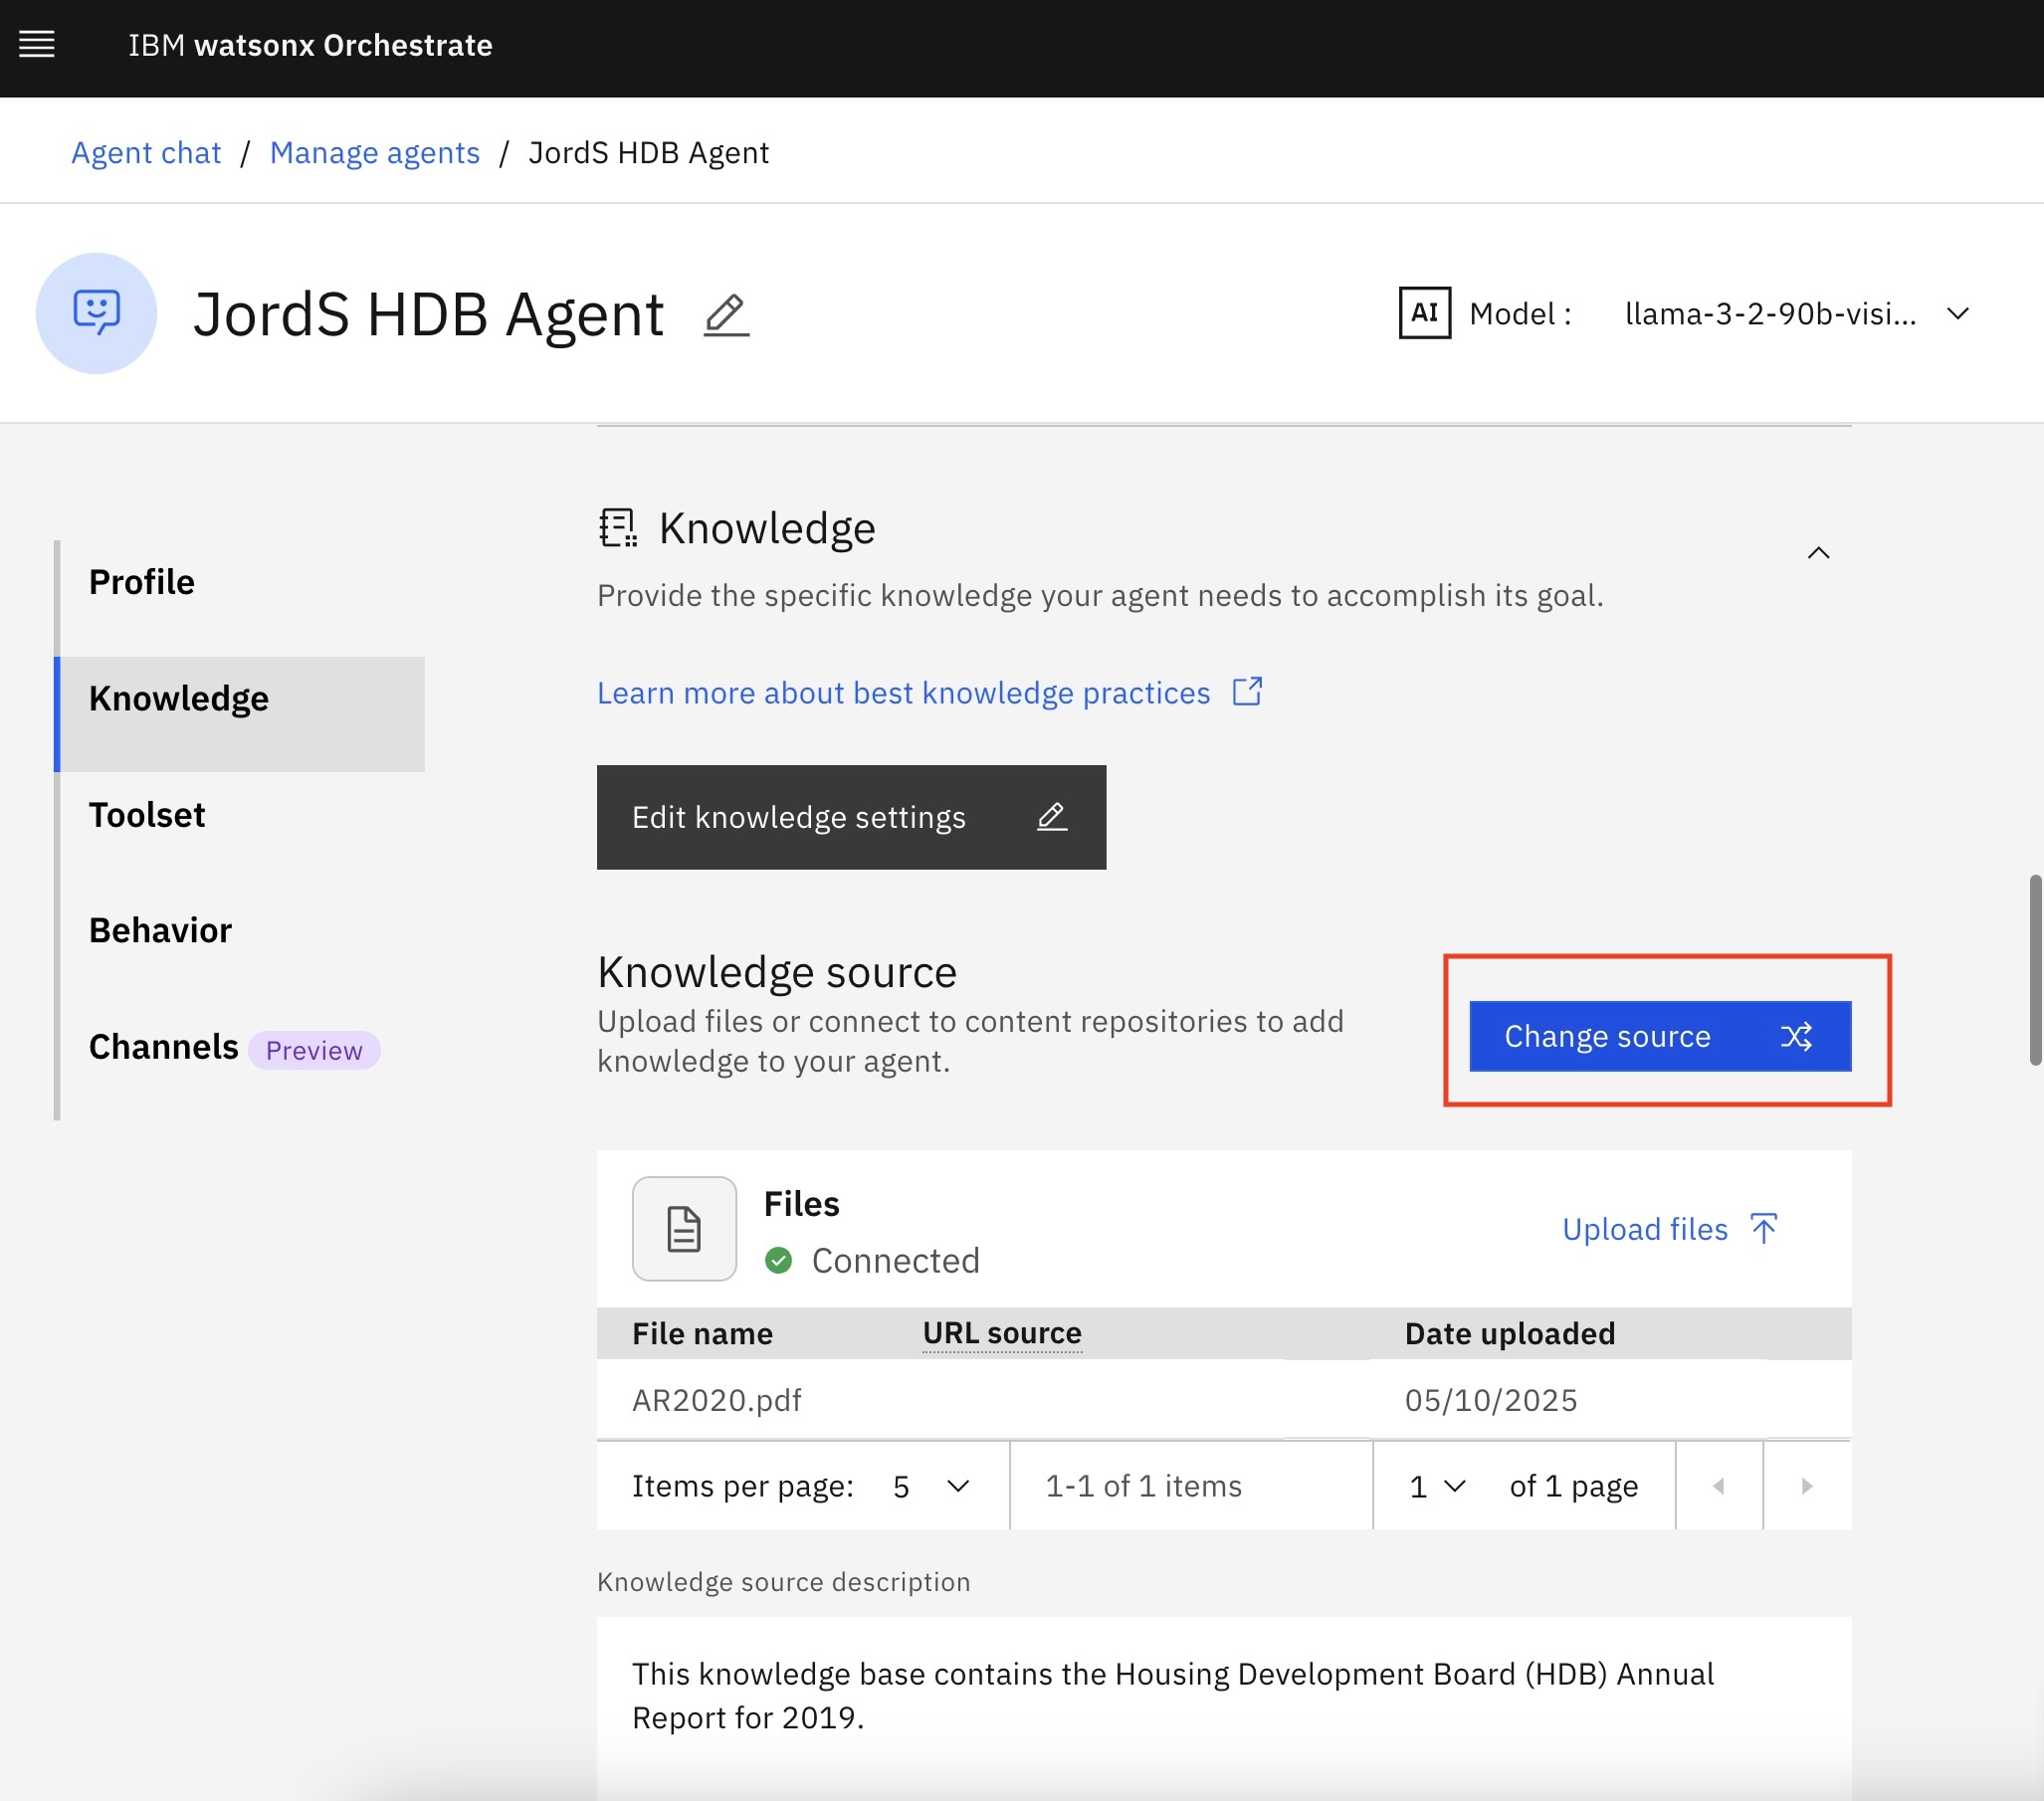 IBM watsonx Orchestrate
Agent chat / Manage agents / JordS HDB Agent
JordS HDB Agent
AI Model : llama-3-2-90b-visi...
Profile
Knowledge
Toolset
Behavior
Channels Preview
Knowledge
Provide the specific knowledge your agent needs to accomplish its goal.
Learn more about best knowledge practices
Edit knowledge settings
Knowledge source
Upload files or connect to content repositories to add
knowledge to your agent.
Change source
Files
Connected
Upload files
File name URL source Date uploaded
AR2020.pdf 05/10/2025
Items per page: 5 1-1 of 1 items 1 of 1 page
Knowledge source description
This knowledge base contains the Housing Development Board (HDB) Annual
Report for 2019.